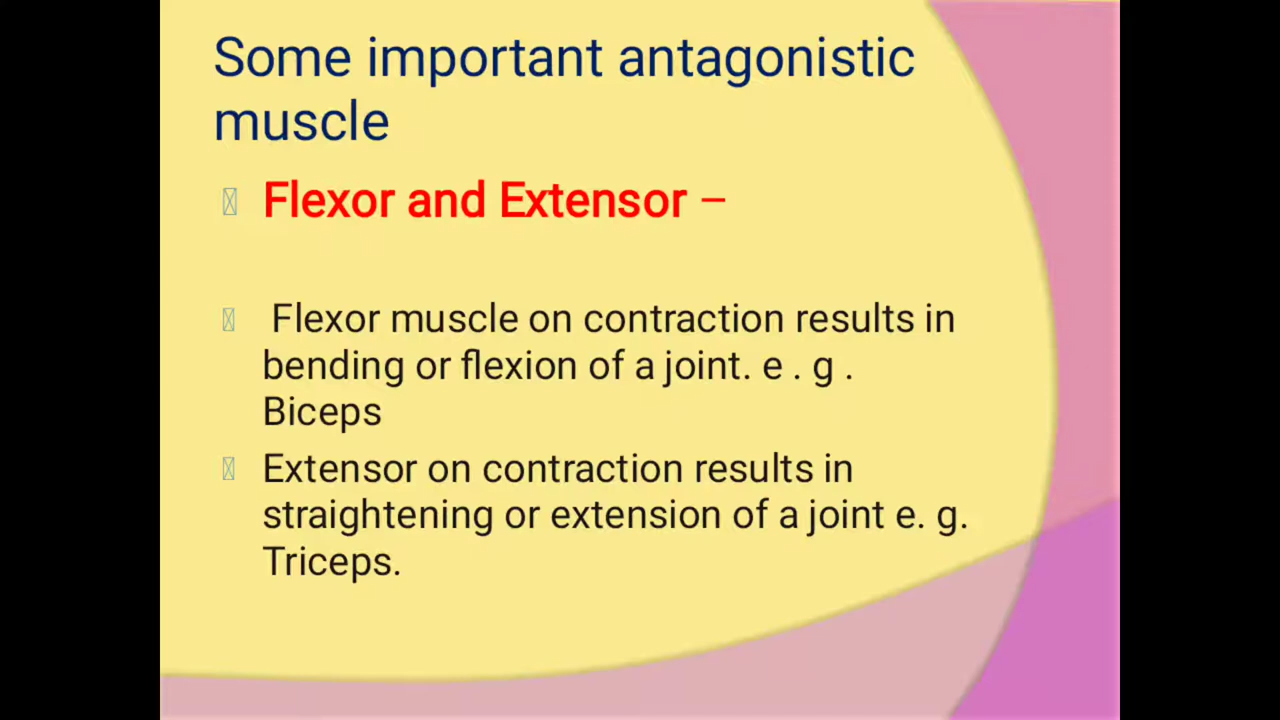 Some important antagonistic
muscle
Flexor and Extensor –
Flexor muscle on contraction results in
bending or flexion of a joint. e . g .
Biceps
Extensor on contraction results in
straightening or extension of a joint e. g.
Triceps.